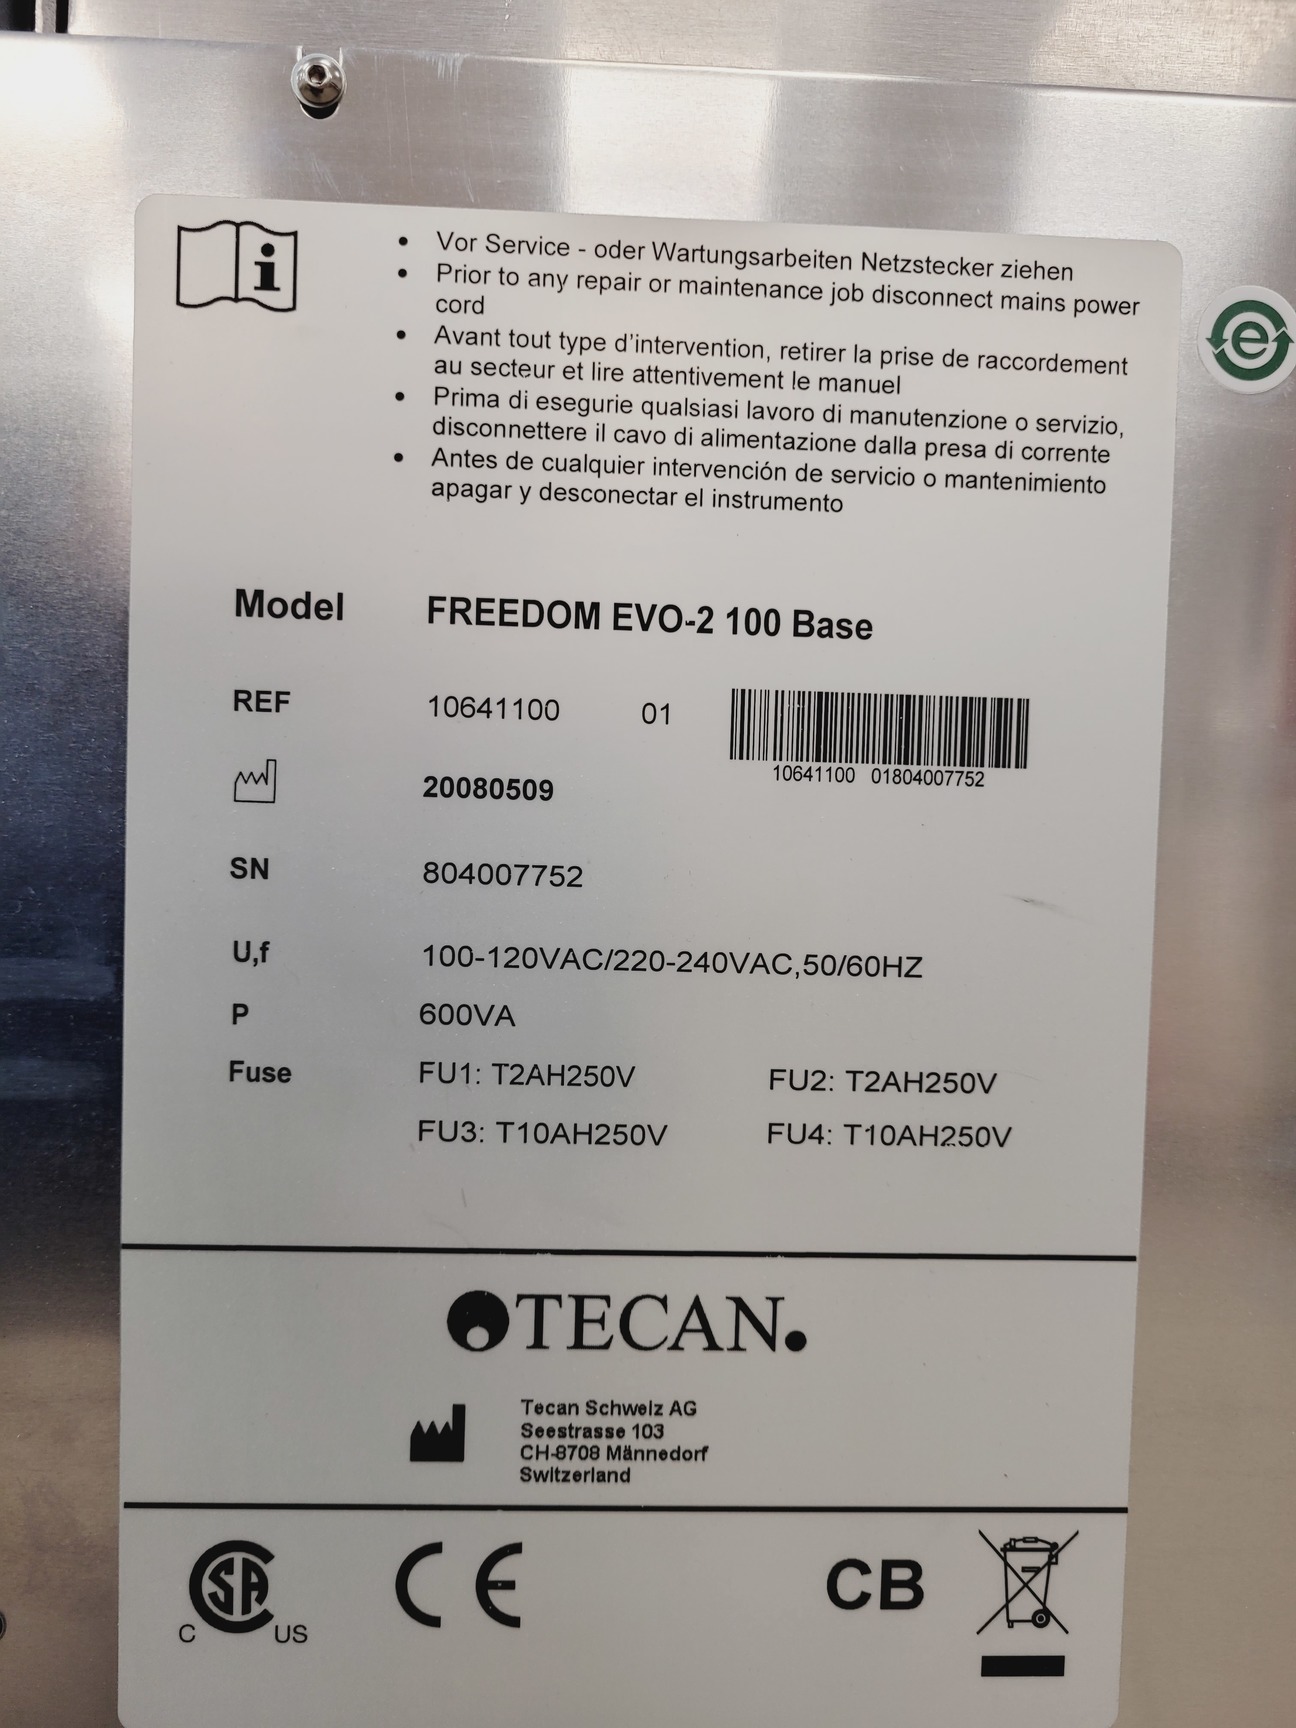 • Vor Service - oder Wartungsarbeiten Netzstecker ziehen
• Prior to any repair or maintenance job disconnect mains power
cord
• Avant tout type d'intervention, retirer la prise de raccordement
au secteur et lire attentivement le manuel
• Prima di esegurie qualsiasi lavoro di manutenzione o servizio,
disconnettere il cavo di alimentazione dalla presa di corrente
• Antes de cualquier intervención de servicio o mantenimiento
apagar y desconectar el instrumento
e
Model FREEDOM EVO-2 100 Base
REF 10641100 01
10641100 01804007752
20080509
SN 804007752
U,f 100-120VAC/220-240VAC,50/60HZ
P 600VA
Fuse FU1: T2AH250V FU2: T2AH250V
FU3: T10AH250V FU4: T10AH250V
TECAN.
Tecan Schweiz AG
Seestrasse 103
CH-8708 Männedorf
Switzerland
CSA CE CB
C US